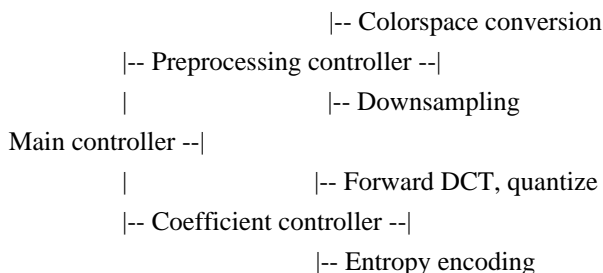 |-- Colorspace conversion
|-- Preprocessing controller --|
| |-- Downsampling
Main controller --|
| |-- Forward DCT, quantize
|-- Coefficient controller --|
|-- Entropy encoding